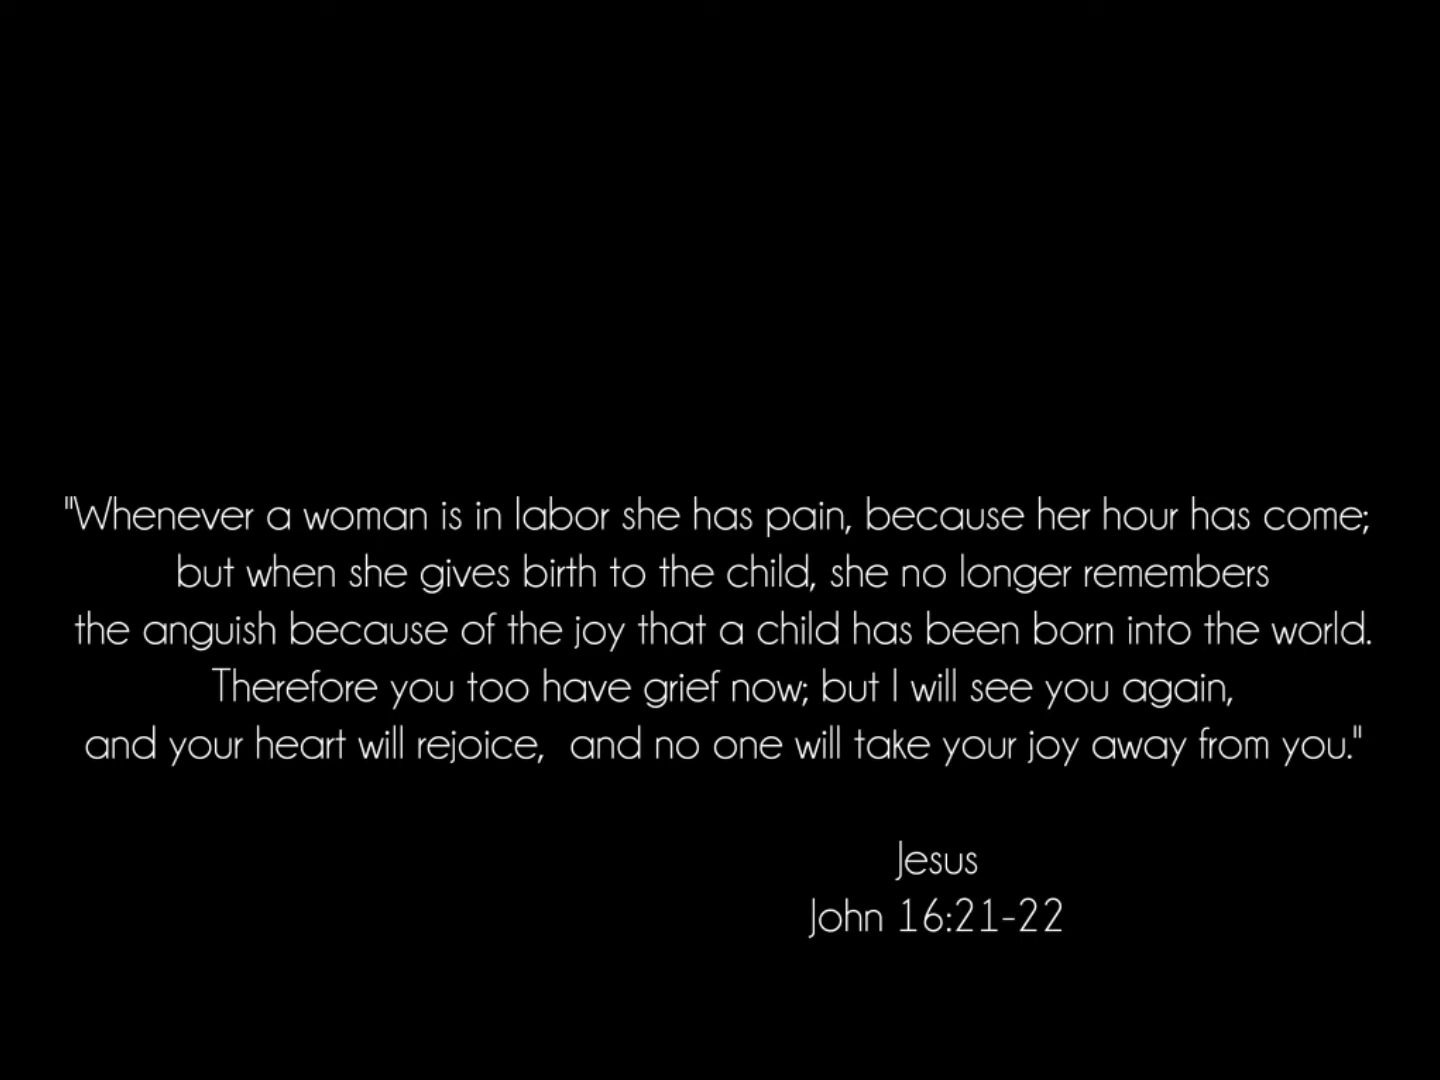 "Whenever a woman is in labor she has pain, because her hour has come;
but when she gives birth to the child, she no longer remembers
the anguish because of the joy that a child has been born into the world.
Therefore you too have grief now; but I will see you again,
and your heart will rejoice,  and no one will take your joy away from you."
Jesus
John 16:21-22